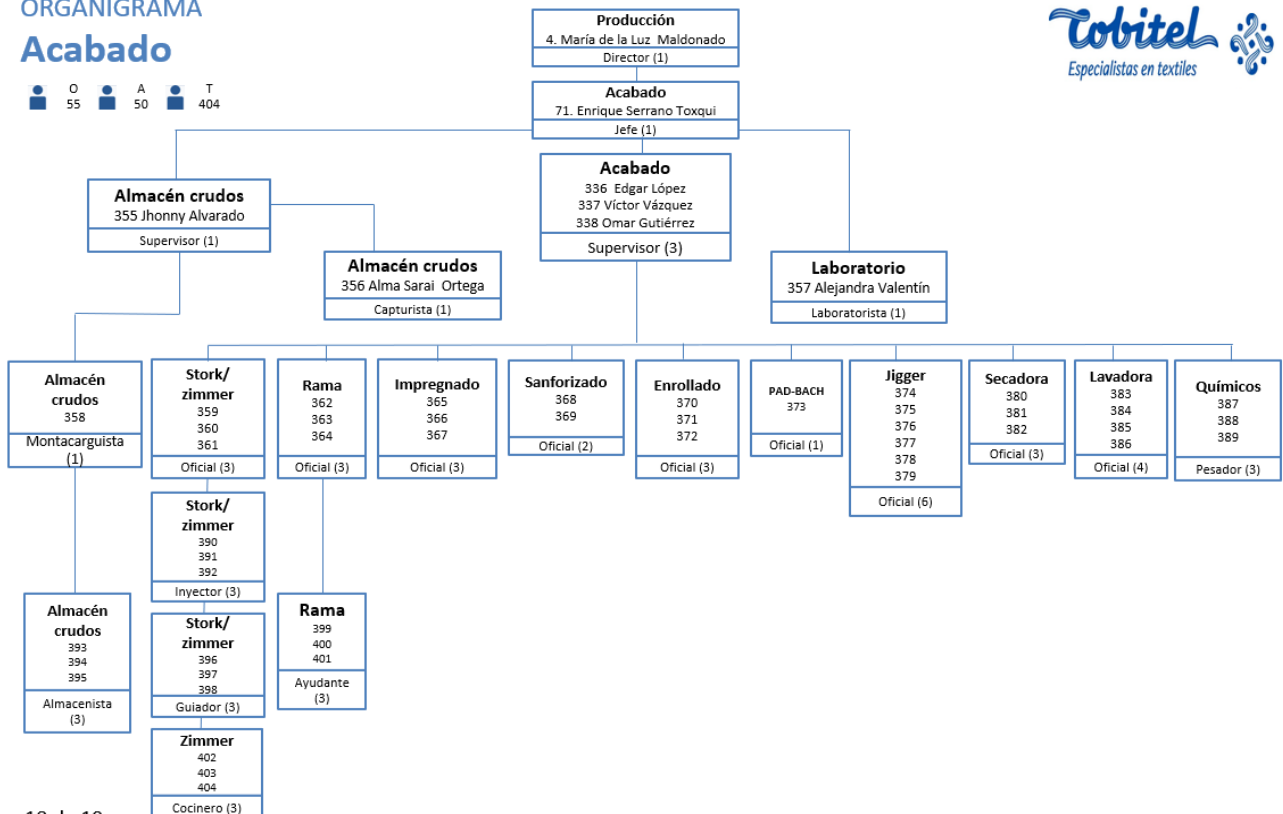 ORGANIGRAMA
Acabado
O
55
A
50
T
404
Tobitel
Especialistas en textiles
Producción
4. María de la Luz Maldonado
Director (1)
Acabado
71. Enrique Serrano Toxqui
Jefe (1)
Almacén crudos
355 Jhonny Alvarado
Supervisor (1)
Acabado
336 Edgar López
337 Víctor Vázquez
338 Omar Gutiérrez
Supervisor (3)
Almacén crudos
356 Alma Sarai Ortega
Capturista (1)
Laboratorio
357 Alejandra Valentín
Laboratorista (1)
Almacén
crudos
358
Montacarguista
(1)
Stork/
zimmer
359
360
361
Oficial (3)
Rama
362
363
364
Oficial (3)
Impregnado
365
366
367
Oficial (3)
Sanforizado
368
369
Oficial (2)
Enrollado
370
371
372
Oficial (3)
PAD-BACH
373
Oficial (1)
Jigger
374
375
376
377
378
379
Oficial (6)
Secadora
380
381
382
Oficial (3)
Lavadora
383
384
385
386
Oficial (4)
Químicos
387
388
389
Pesador (3)
Stork/
zimmer
390
391
392
Inyector (3)
Almacén
crudos
393
394
395
Almacenista
(3)
Stork/
zimmer
396
397
398
Guiador (3)
Rama
399
400
401
Ayudante
(3)
Zimmer
402
403
404
Cocinero (3)